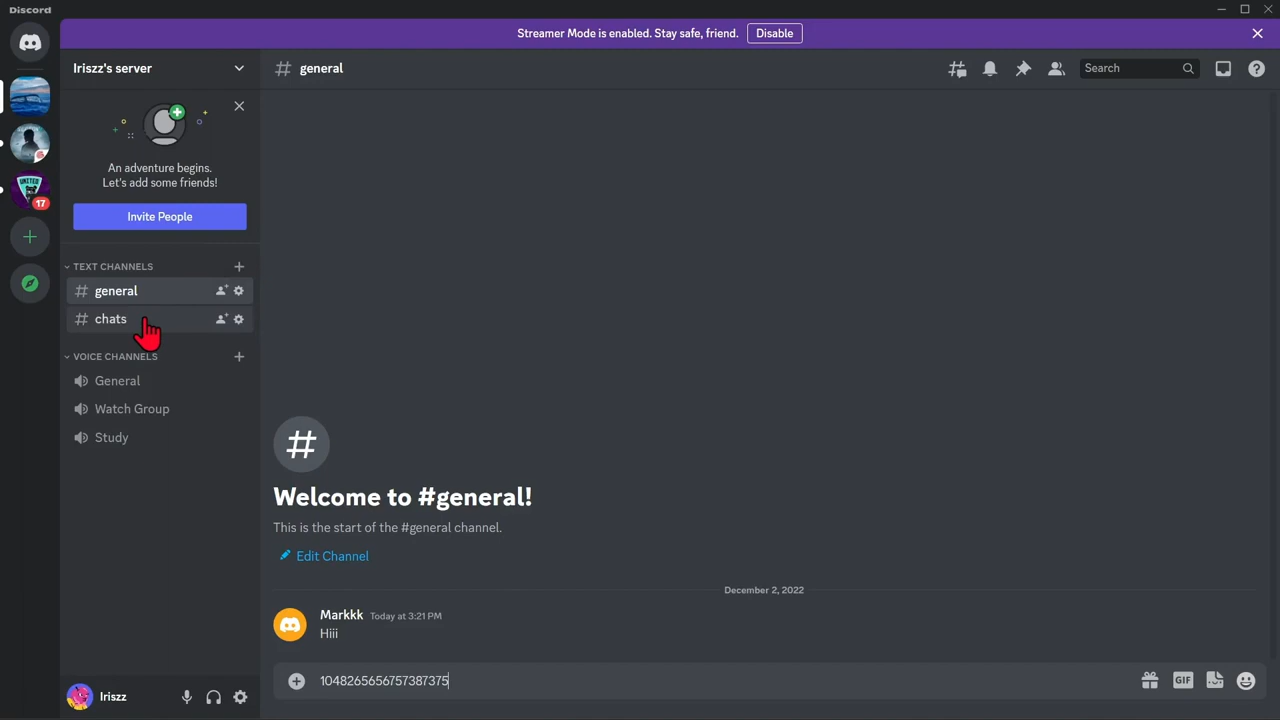 Discord
Streamer Mode is enabled. Stay safe, friend.
Disable
Iriszz's server
general
Search
An adventure begins.
Let's add some friends!
Invite People
TEXT CHANNELS
general
chats
VOICE CHANNELS
General
Watch Group
Study
UNITED
17
Welcome to #general!
This is the start of the #general channel.
Edit Channel
December 2, 2022
Markkk Today at 3:21 PM
Hiii
1048265656757387375
GIF
Iriszz